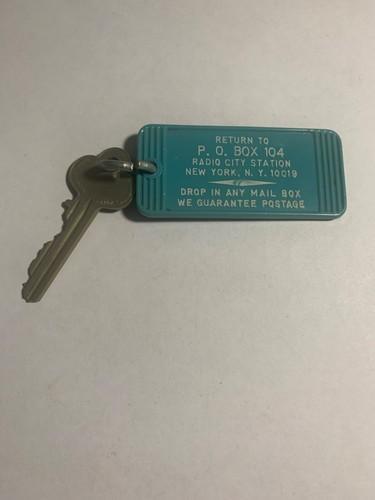 RETURN TO
P. O. BOX 104
RADIO CITY STATION
NEW YORK, N. Y. 10019
DROP IN ANY MAIL BOX
WE GUARANTEE POSTAGE